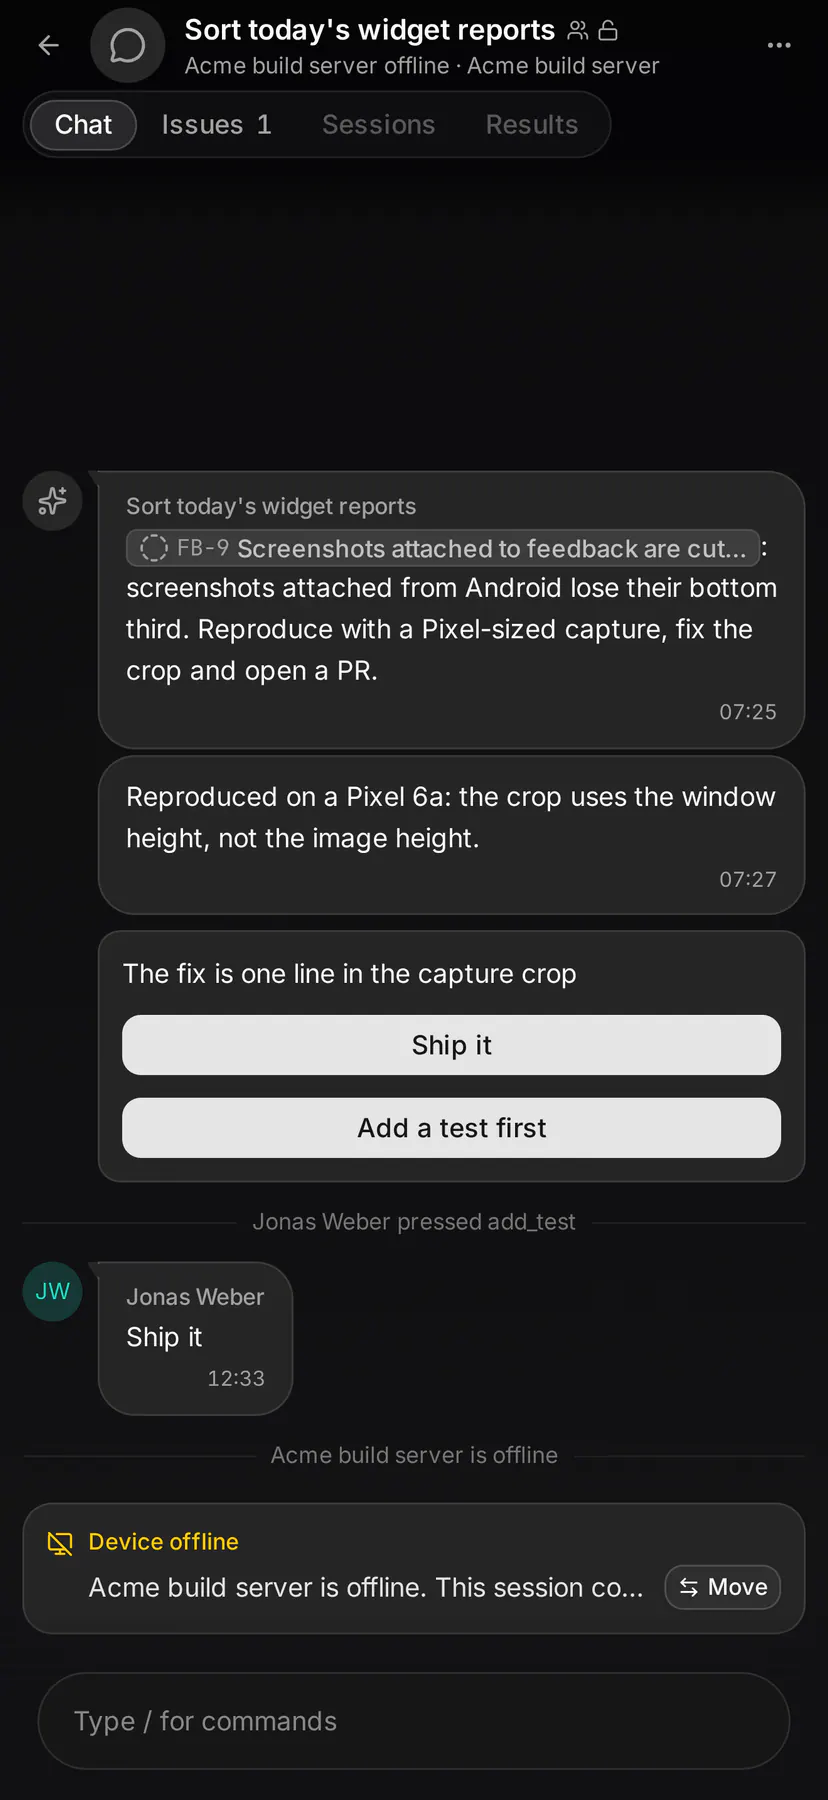 Sort today's widget reports
Acme build server offline · Acme build server
Chat
Issues 1
Sessions
Results
Sort today's widget reports
FB-9 Screenshots attached to feedback are cut... :
screenshots attached from Android lose their bottom
third. Reproduce with a Pixel-sized capture, fix the
crop and open a PR.
07:25
Reproduced on a Pixel 6a: the crop uses the window
height, not the image height.
07:27
The fix is one line in the capture crop
Ship it
Add a test first
Jonas Weber pressed add_test
JW
Jonas Weber
Ship it
12:33
Acme build server is offline
Device offline
Acme build server is offline. This session co...
Move
Type / for commands